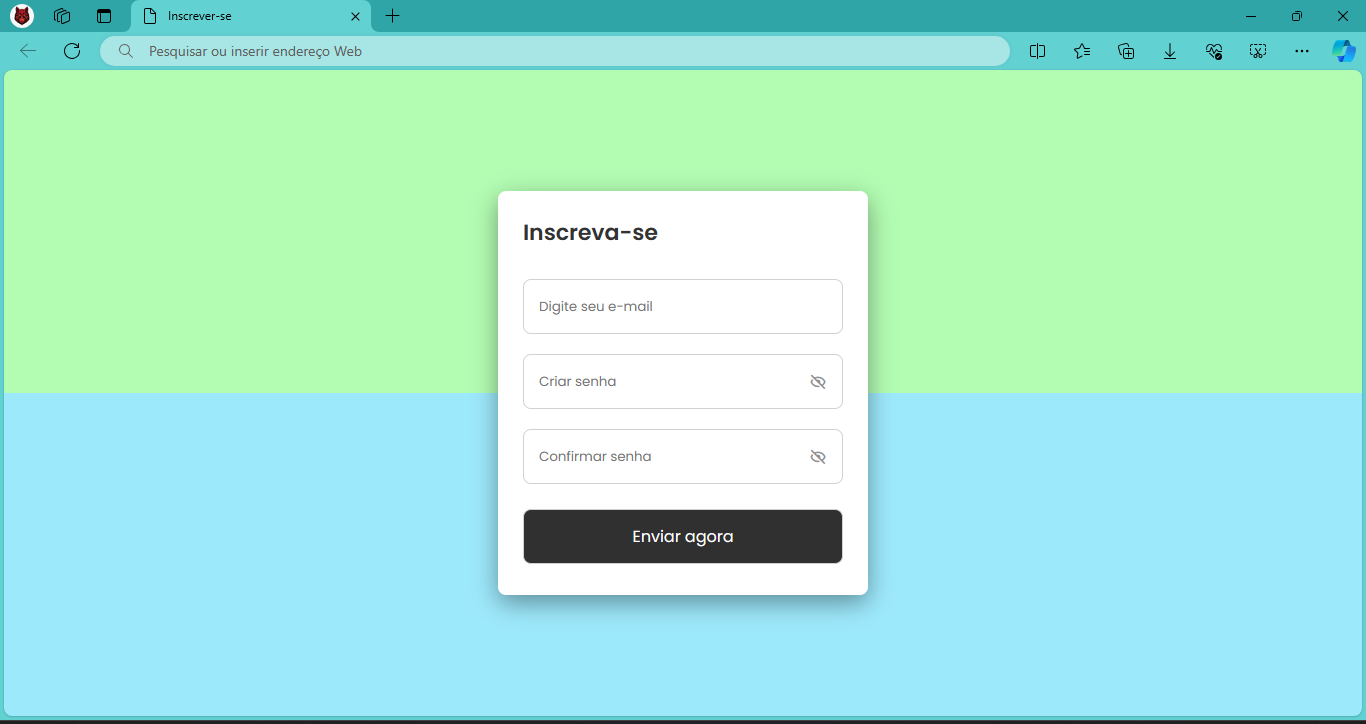 Inscrever-se
Pesquisar ou inserir endereço Web
Inscreva-se
Digite seu e-mail
Criar senha
Confirmar senha
Enviar agora